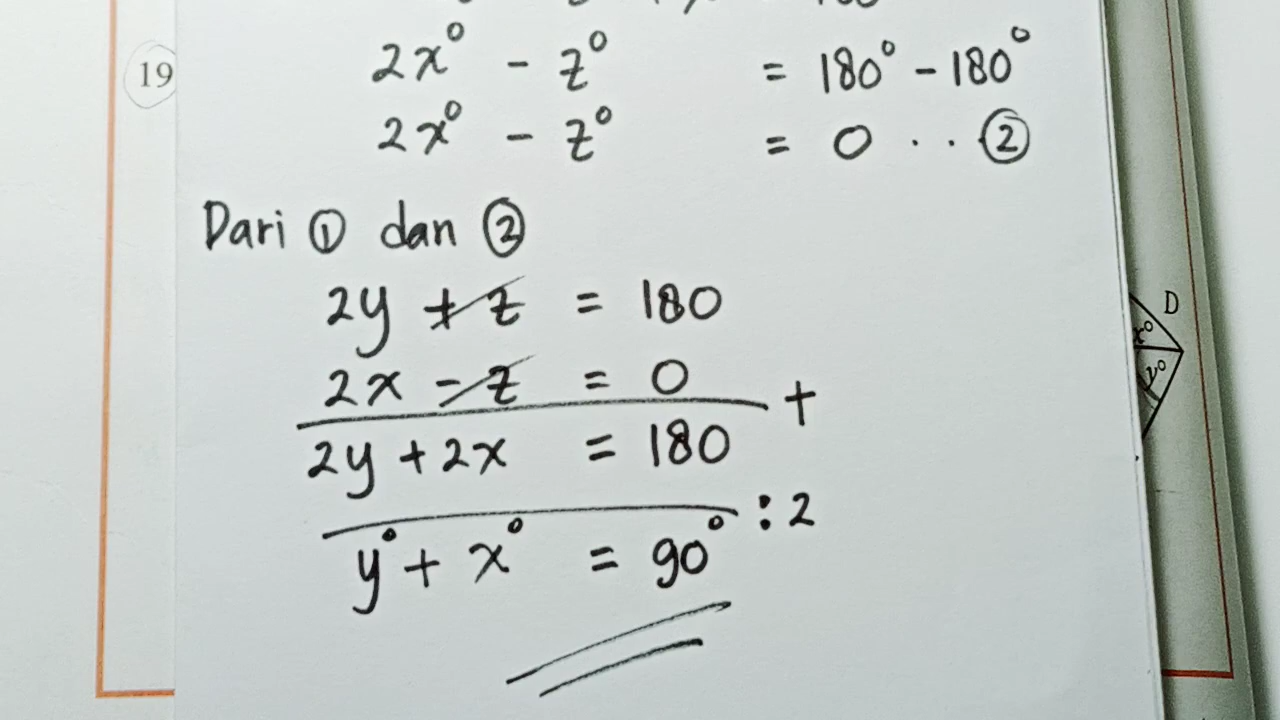 19
2x° - z° = 180° - 180°
2x° - z° = 0 .. ②
Dari ① dan ②
2y + z = 180
2x - z = 0 +
2y + 2x = 180
: 2
y° + x° = 90°
D
x°